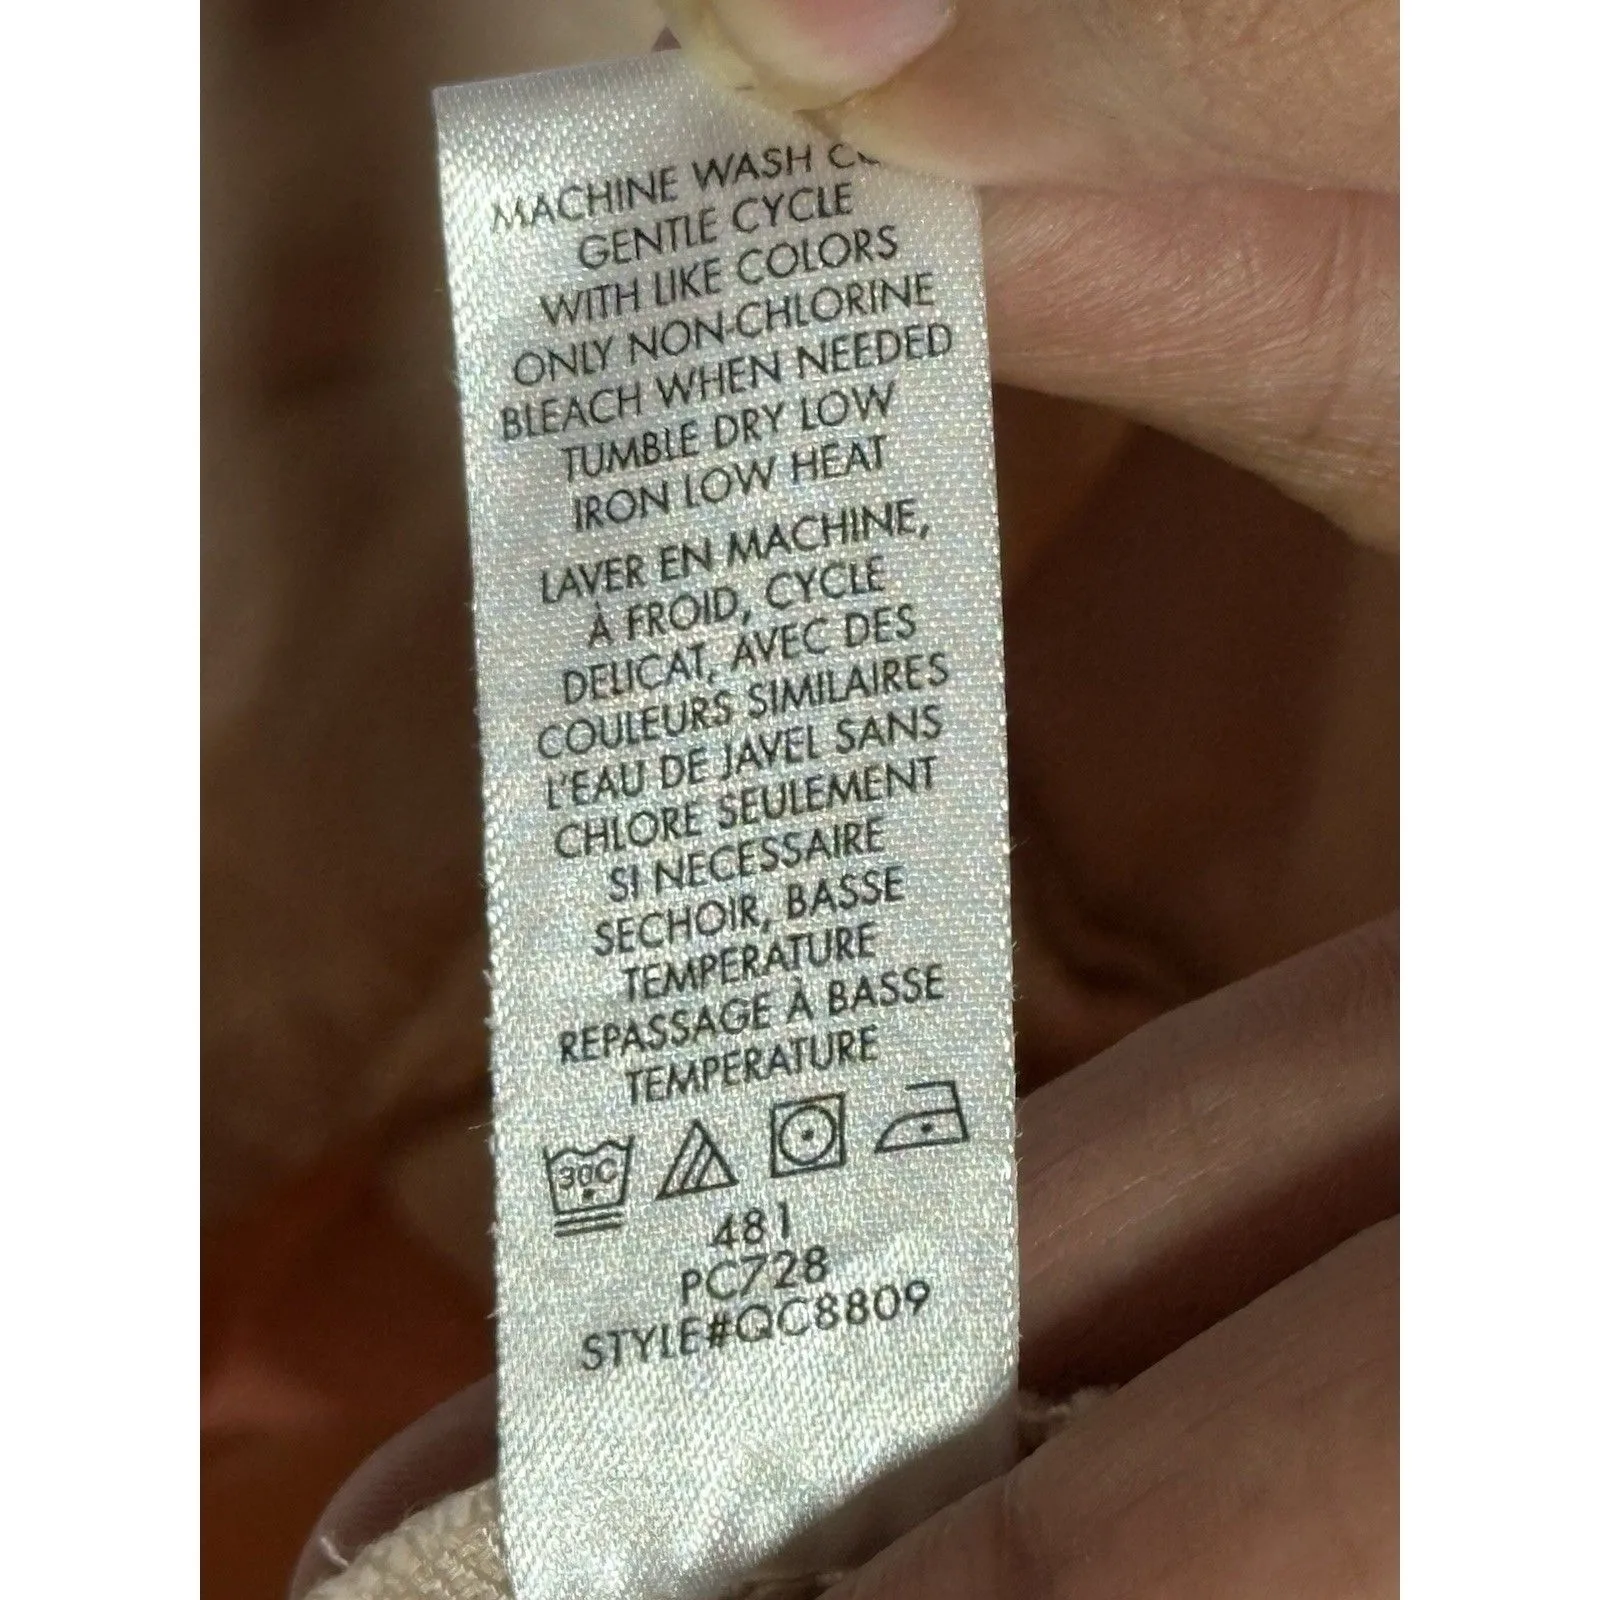 MACHINE WASH
GENTLE CYCLE
WITH LIKE COLORS
ONLY NON-CHLORINE
BLEACH WHEN NEEDED
TUMBLE DRY LOW
IRON LOW HEAT
LAVER EN MACHINE,
À FROID, CYCLE
DELICAT, AVEC DES
COULEURS SIMILAIRES
L'EAU DE JAVEL SANS
CHLORE SEULEMENT
SI NECESSAIRE
SECHOIR, BASSE
TEMPERATURE
REPASSAGE À BASSE
TEMPERATURE
30C
481
PC728
STYLE#QC8809